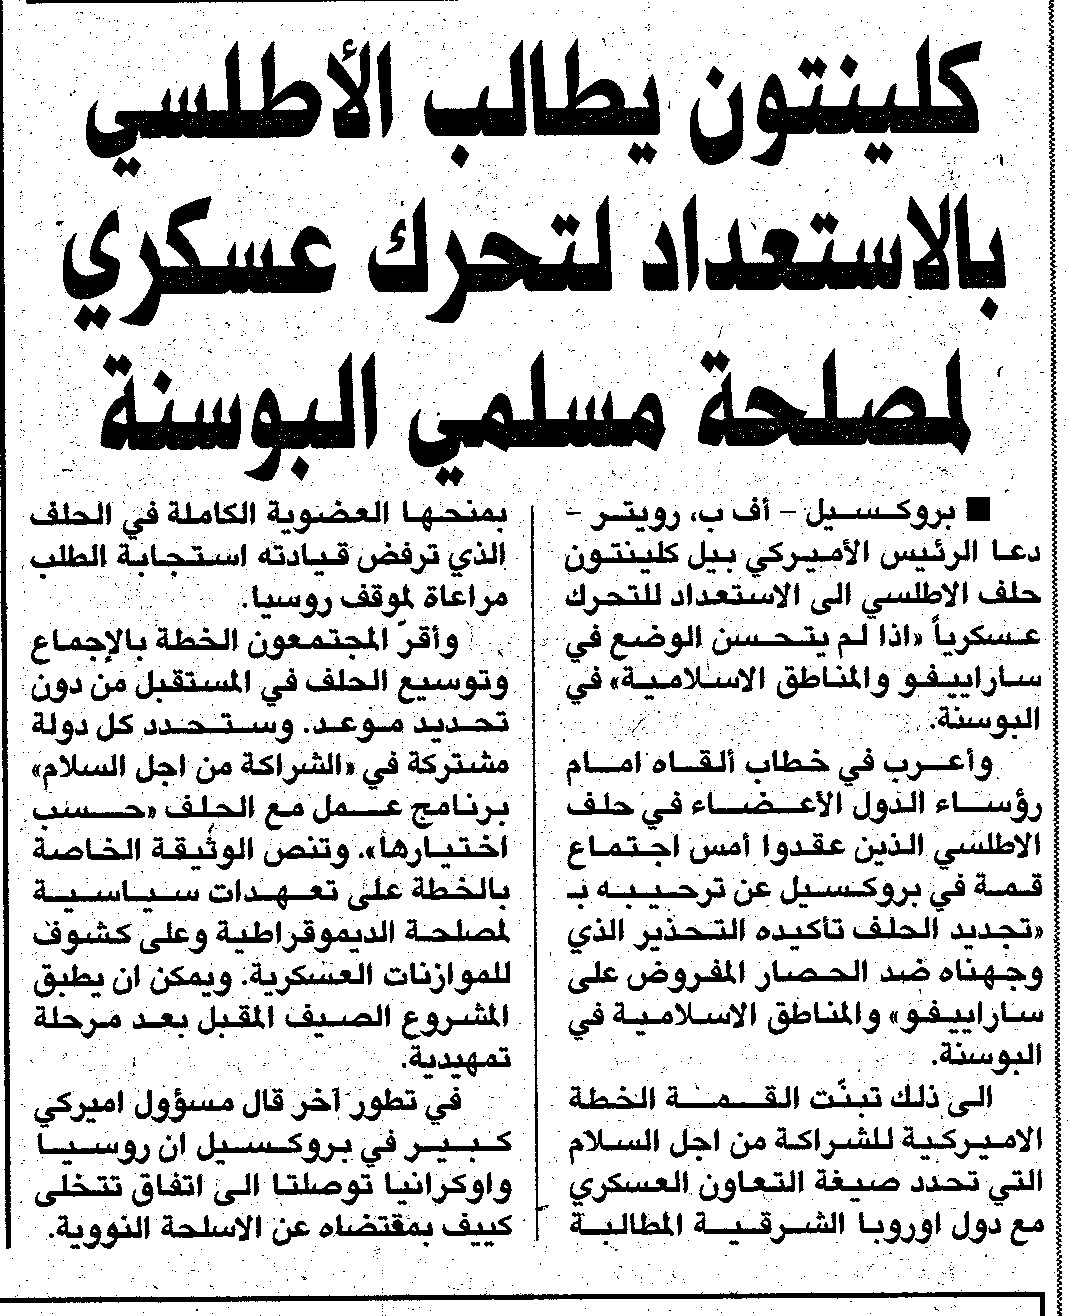 كلينتون يطالب الأطلسي
بالاستعداد لتحرك عسكري
لمصلحة مسلمي البوسنة
■ بروكسيل – أف ب، رويتر –
دعا الرئيس الأميركي بيل كلينتون
حلف الاطلسي الى الاستعداد للتحرك
عسكرياً «اذا لم يتحسن الوضع في
ساراييفو والمناطق الاسلامية» في
البوسنة.
وأعرب في خطاب ألقاه امام
رؤساء الدول الأعضاء في حلف
الاطلسي الذين عقدوا أمس اجتماع
قمة في بروكسيل عن ترحيبه بـ
«تجديد الحلف تأكيده التحذير الذي
وجهناه ضد الحصار المفروض على
ساراييفو» والمناطق الاسلامية في
البوسنة.
الى ذلك تبنّت القمة الخطة
الاميركية للشراكة من اجل السلام
التي تحدد صيغة التعاون العسكري
مع دول اوروبا الشرقية المطالبة
بمنحها العضوية الكاملة في الحلف
الذي ترفض قيادته استجابة الطلب
مراعاة لموقف روسيا.
وأقرّ المجتمعون الخطة بالإجماع
وتوسيع الحلف في المستقبل من دون
تحديد موعد. وستحدد كل دولة
مشتركة في «الشراكة من اجل السلام»
برنامج عمل مع الحلف «حسب
اختيارها». وتنص الوثيقة الخاصة
بالخطة على تعهدات سياسية
لمصلحة الديموقراطية وعلى كشوف
للموازنات العسكرية. ويمكن ان يطبق
المشروع الصيف المقبل بعد مرحلة
تمهيدية.
في تطور آخر قال مسؤول اميركي
كبير في بروكسيل ان روسيا
واوكرانيا توصلتا الى اتفاق تتخلى
كييف بمقتضاه عن الاسلحة النووية.